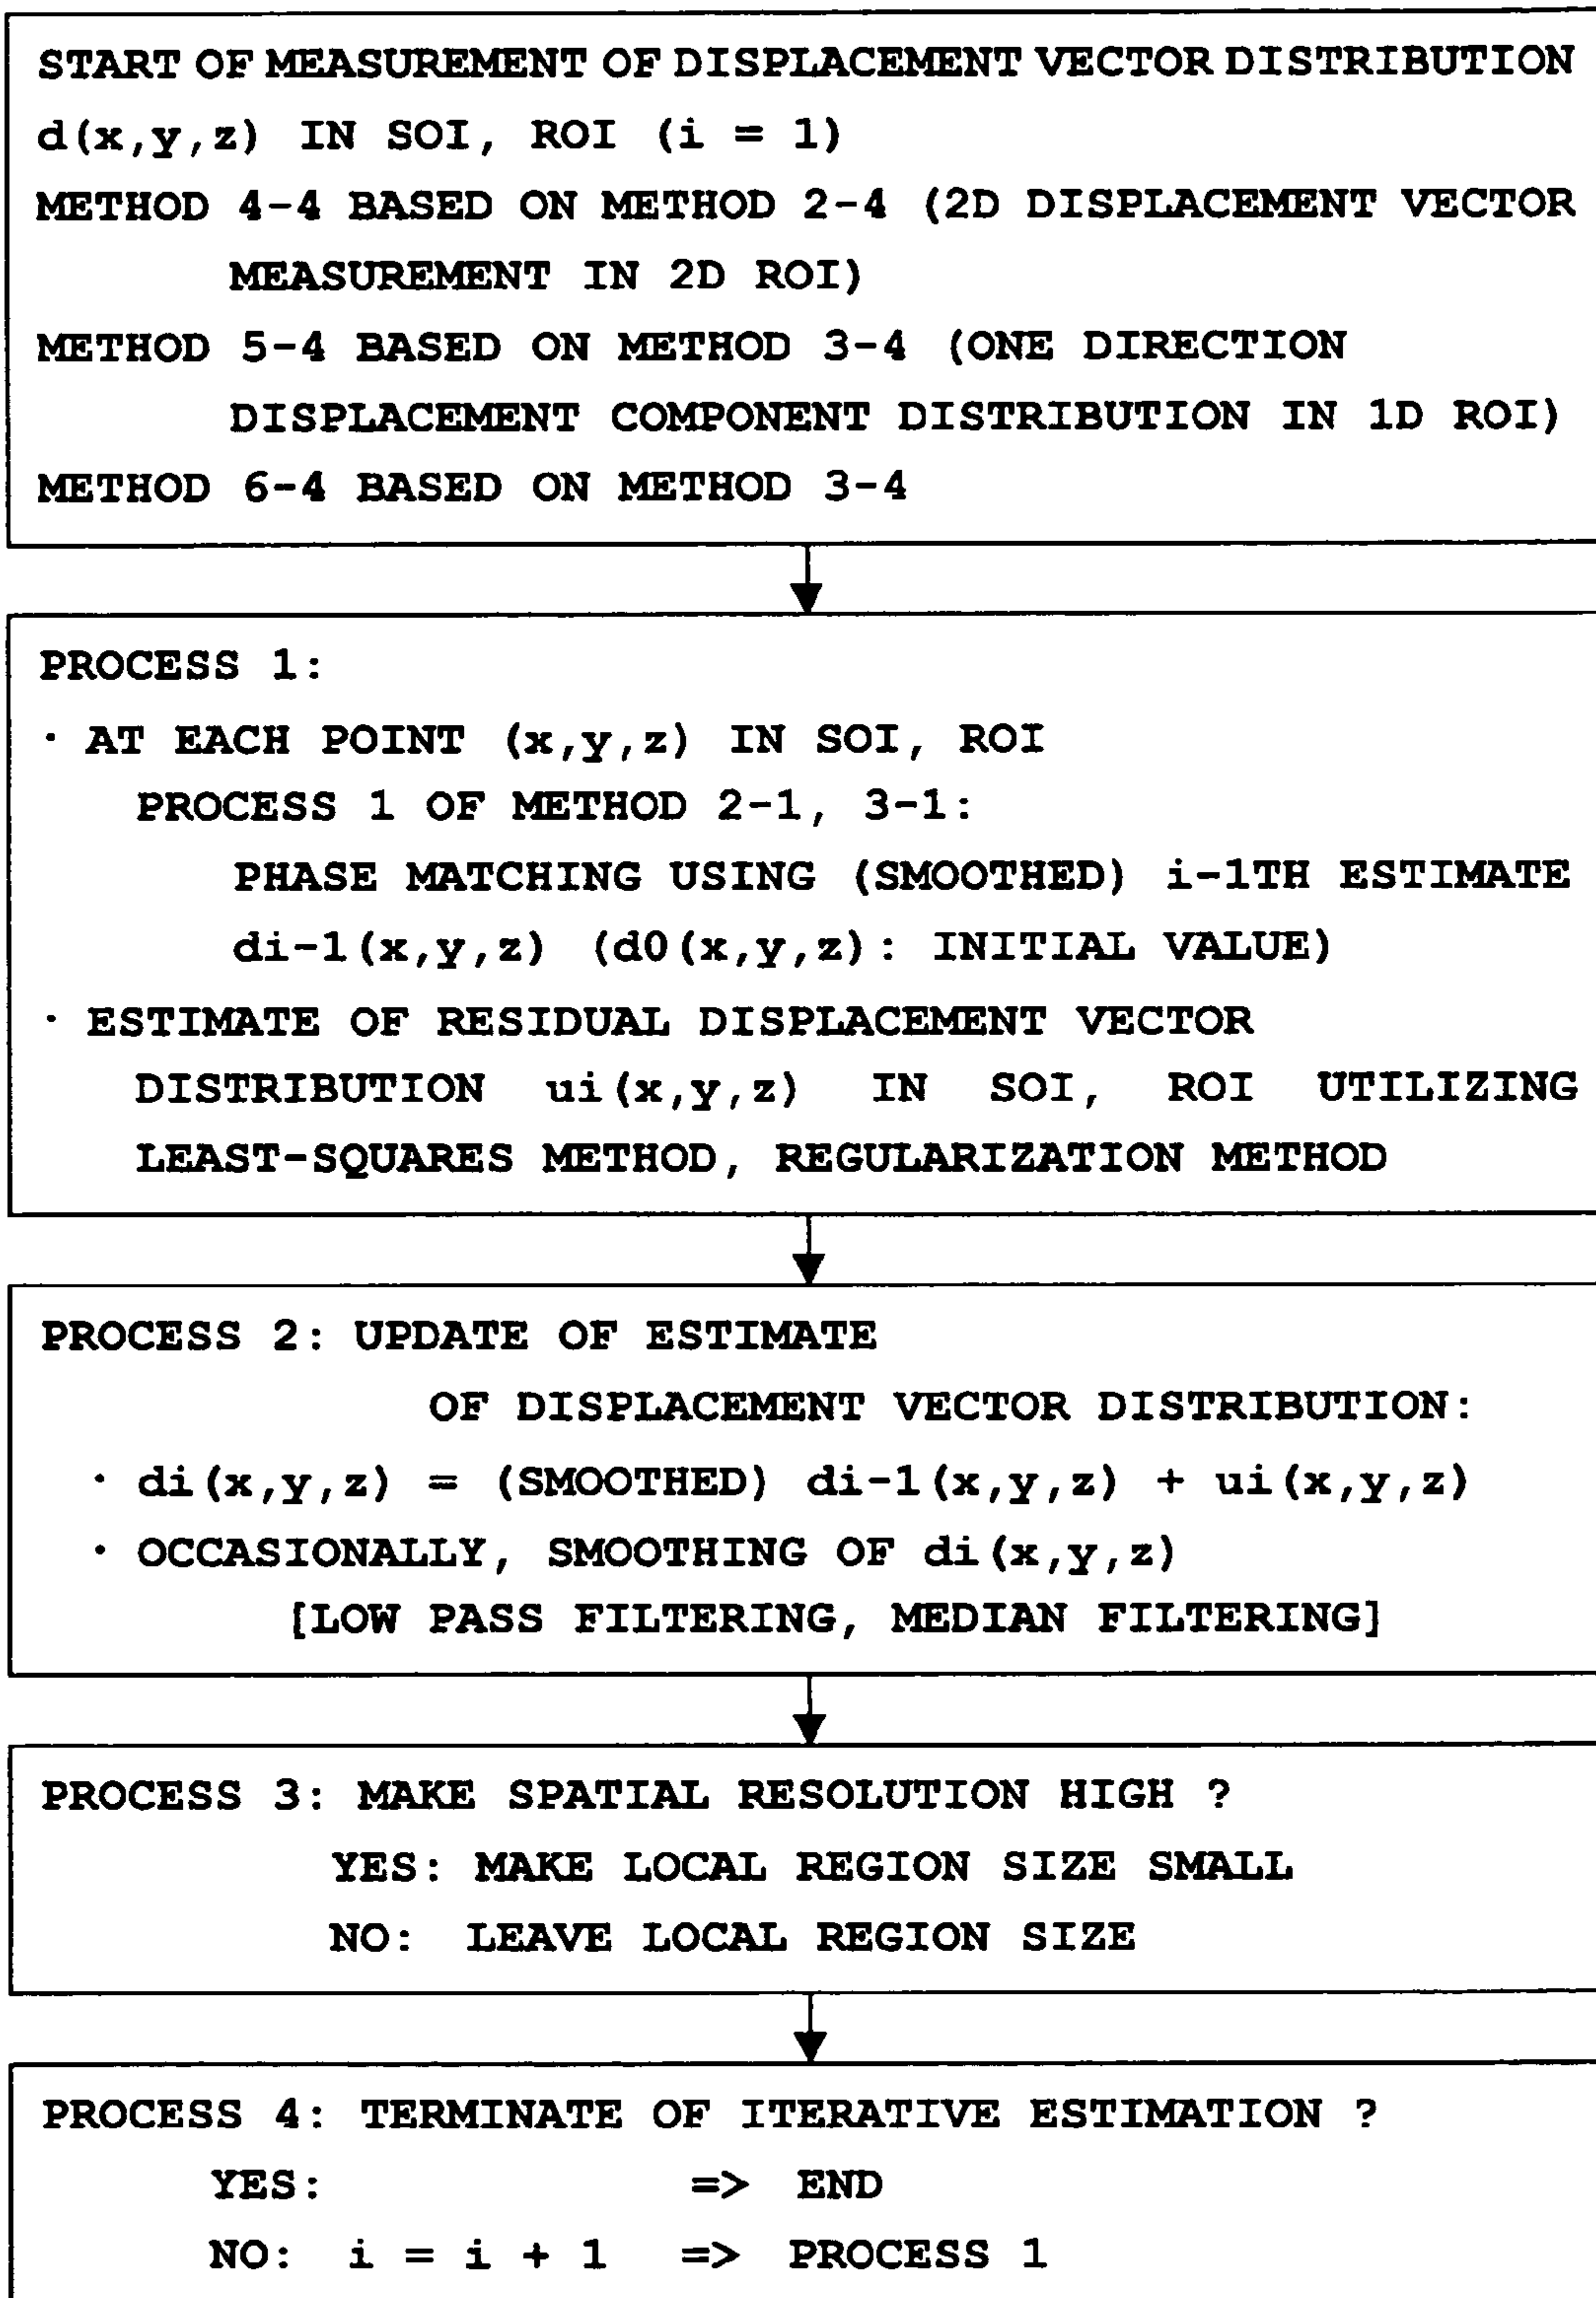 START OF MEASUREMENT OF DISPLACEMENT VECTOR DISTRIBUTION
d(x,y,z) IN SOI, ROI (i = 1)
METHOD 4-4 BASED ON METHOD 2-4 (2D DISPLACEMENT VECTOR
MEASUREMENT IN 2D ROI)
METHOD 5-4 BASED ON METHOD 3-4 (ONE DIRECTION
DISPLACEMENT COMPONENT DISTRIBUTION IN 1D ROI)
METHOD 6-4 BASED ON METHOD 3-4
PROCESS 1:
· AT EACH POINT (x,y,z) IN SOI, ROI
PROCESS 1 OF METHOD 2-1, 3-1:
PHASE MATCHING USING (SMOOTHED) i-1TH ESTIMATE
di-1(x,y,z) (d0(x,y,z): INITIAL VALUE)
· ESTIMATE OF RESIDUAL DISPLACEMENT VECTOR
DISTRIBUTION ui(x,y,z) IN SOI, ROI UTILIZING
LEAST-SQUARES METHOD, REGULARIZATION METHOD
PROCESS 2: UPDATE OF ESTIMATE
OF DISPLACEMENT VECTOR DISTRIBUTION:
· di(x,y,z) = (SMOOTHED) di-1(x,y,z) + ui(x,y,z)
· OCCASIONALLY, SMOOTHING OF di(x,y,z)
[LOW PASS FILTERING, MEDIAN FILTERING]
PROCESS 3: MAKE SPATIAL RESOLUTION HIGH ?
YES: MAKE LOCAL REGION SIZE SMALL
NO: LEAVE LOCAL REGION SIZE
PROCESS 4: TERMINATE OF ITERATIVE ESTIMATION ?
YES: => END
NO: i = i + 1 => PROCESS 1